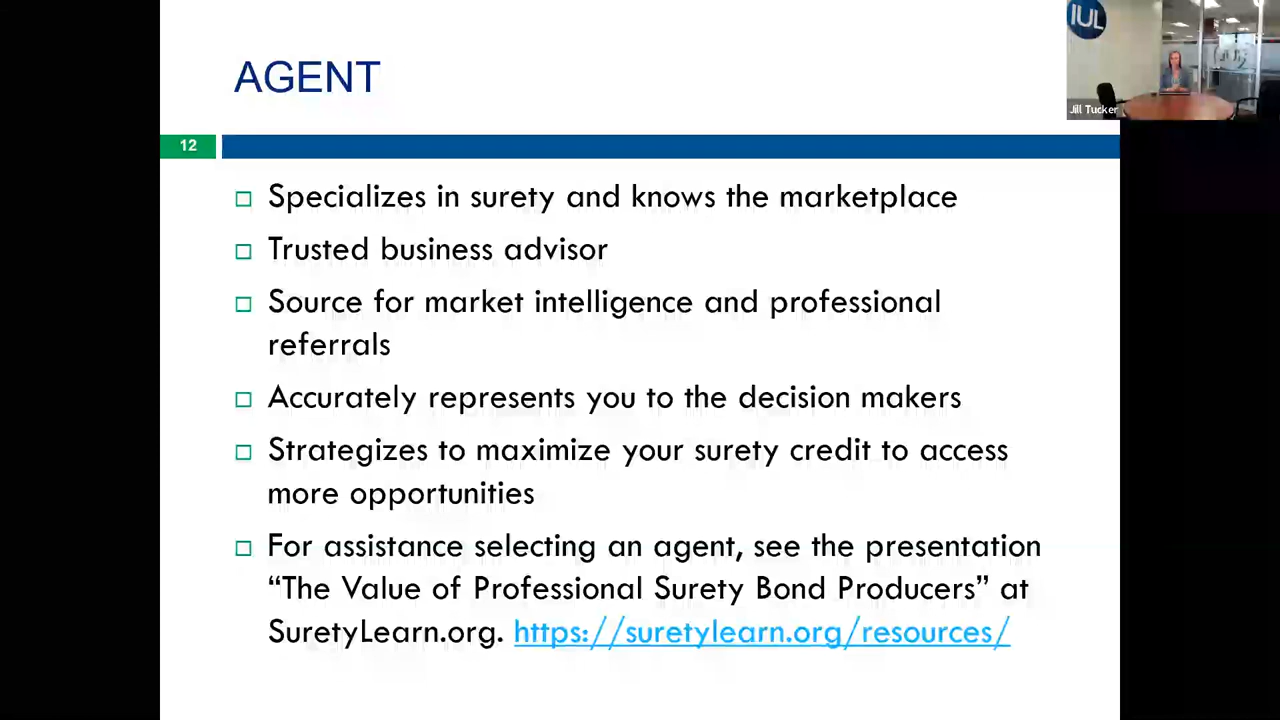 AGENT
IUL
Jill Tucker
12
Specializes in surety and knows the marketplace
Trusted business advisor
Source for market intelligence and professional
referrals
Accurately represents you to the decision makers
Strategizes to maximize your surety credit to access
more opportunities
For assistance selecting an agent, see the presentation
“The Value of Professional Surety Bond Producers” at
SuretyLearn.org. https://suretylearn.org/resources/